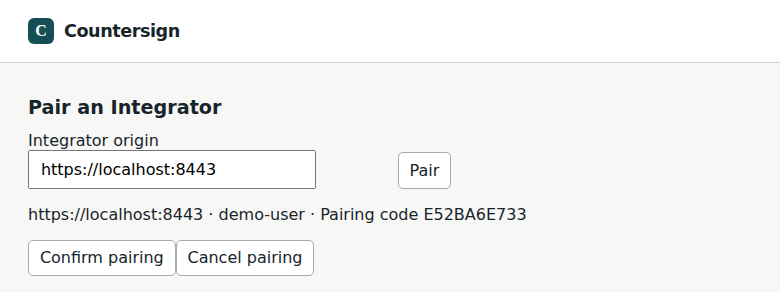 C Countersign
Pair an Integrator
Integrator origin
https://localhost:8443 Pair
https://localhost:8443 · demo-user · Pairing code E52BA6E733
Confirm pairing Cancel pairing